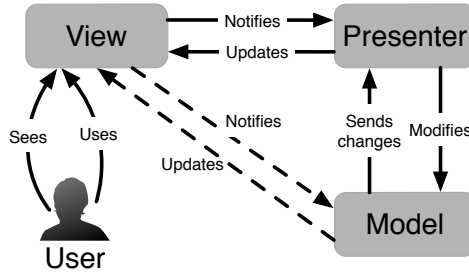 Notifies
View
Presenter
Updates
Notifies
Sees
Uses
Sends
changes
Modifies
Updates
Model
User